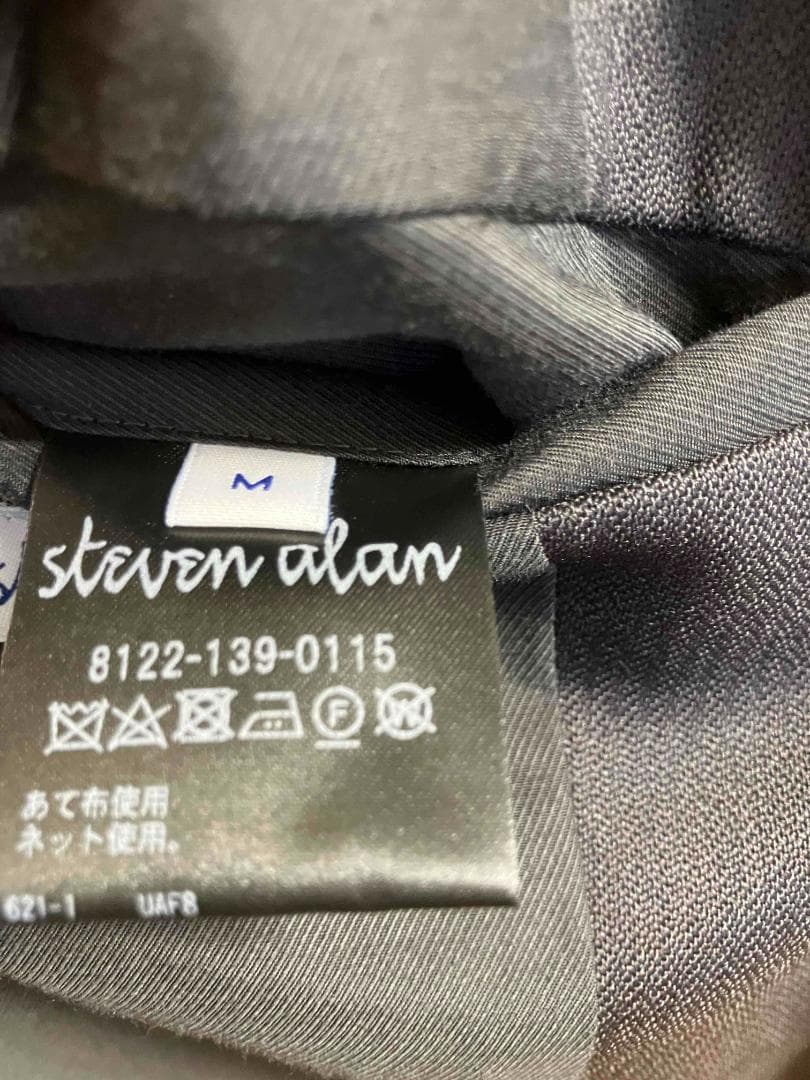 M
steven alan
8122-139-0115
F W
あて布使用
ネット使用。
621-1 UAF8